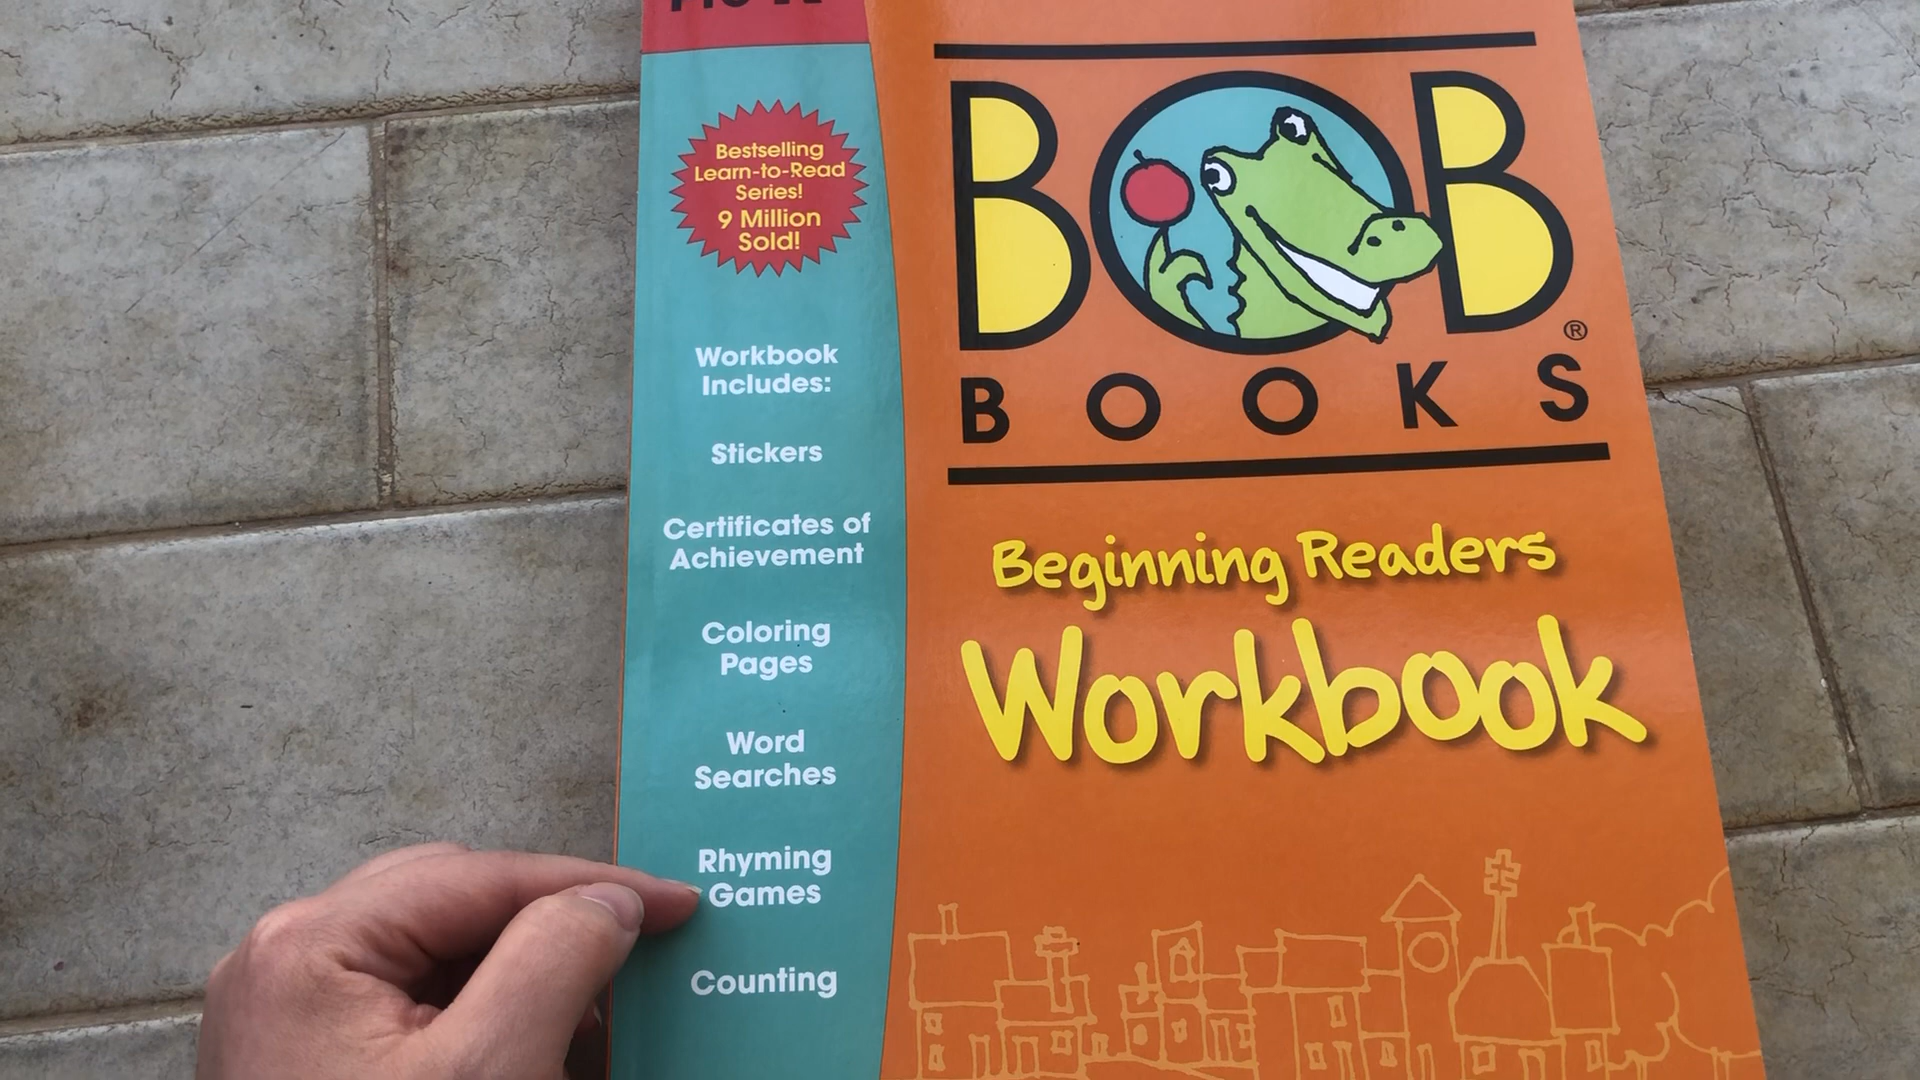 Bestselling
Learn-to-Read
Series!
9 Million
Sold!
Workbook
Includes:
Stickers
Certificates of
Achievement
Coloring
Pages
Word
Searches
Rhyming
Games
Counting
BOB
®
BOOKS
Beginning Readers
Workbook